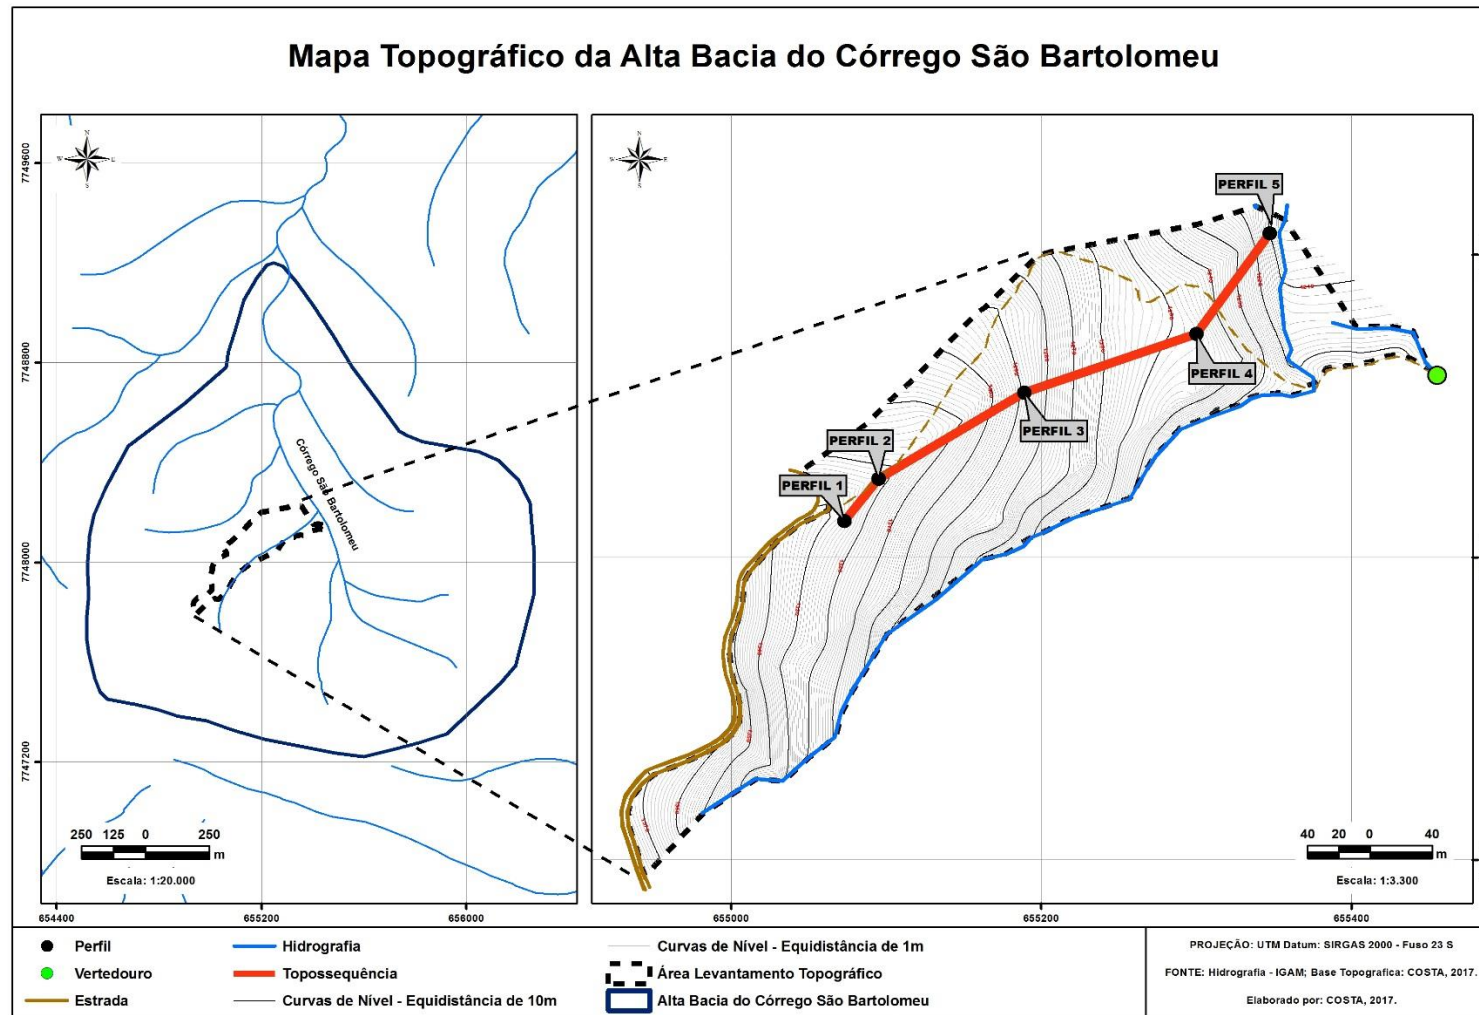 Mapa Topográfico da Alta Bacia do Córrego São Bartolomeu
N
W
E
S
N
W
E
S
7749600
7748800
7748000
7747200
Córrego São Bartolomeu
250 125 0 250
m
Escala: 1:20.000
654400
655200
656000
PERFIL 5
PERFIL 4
PERFIL 3
PERFIL 2
PERFIL 1
40 20 0 40
m
Escala: 1:3.300
655000
655200
655400
Perfil
Vertedouro
Estrada
Hidrografia
Topossequência
Curvas de Nível - Equidistância de 10m
Curvas de Nível - Equidistância de 1m
Área Levantamento Topográfico
Alta Bacia do Córrego São Bartolomeu
PROJEÇÃO: UTM Datum: SIRGAS 2000 - Fuso 23 S
FONTE: Hidrografia - IGAM; Base Topografica: COSTA, 2017.
Elaborado por: COSTA, 2017.